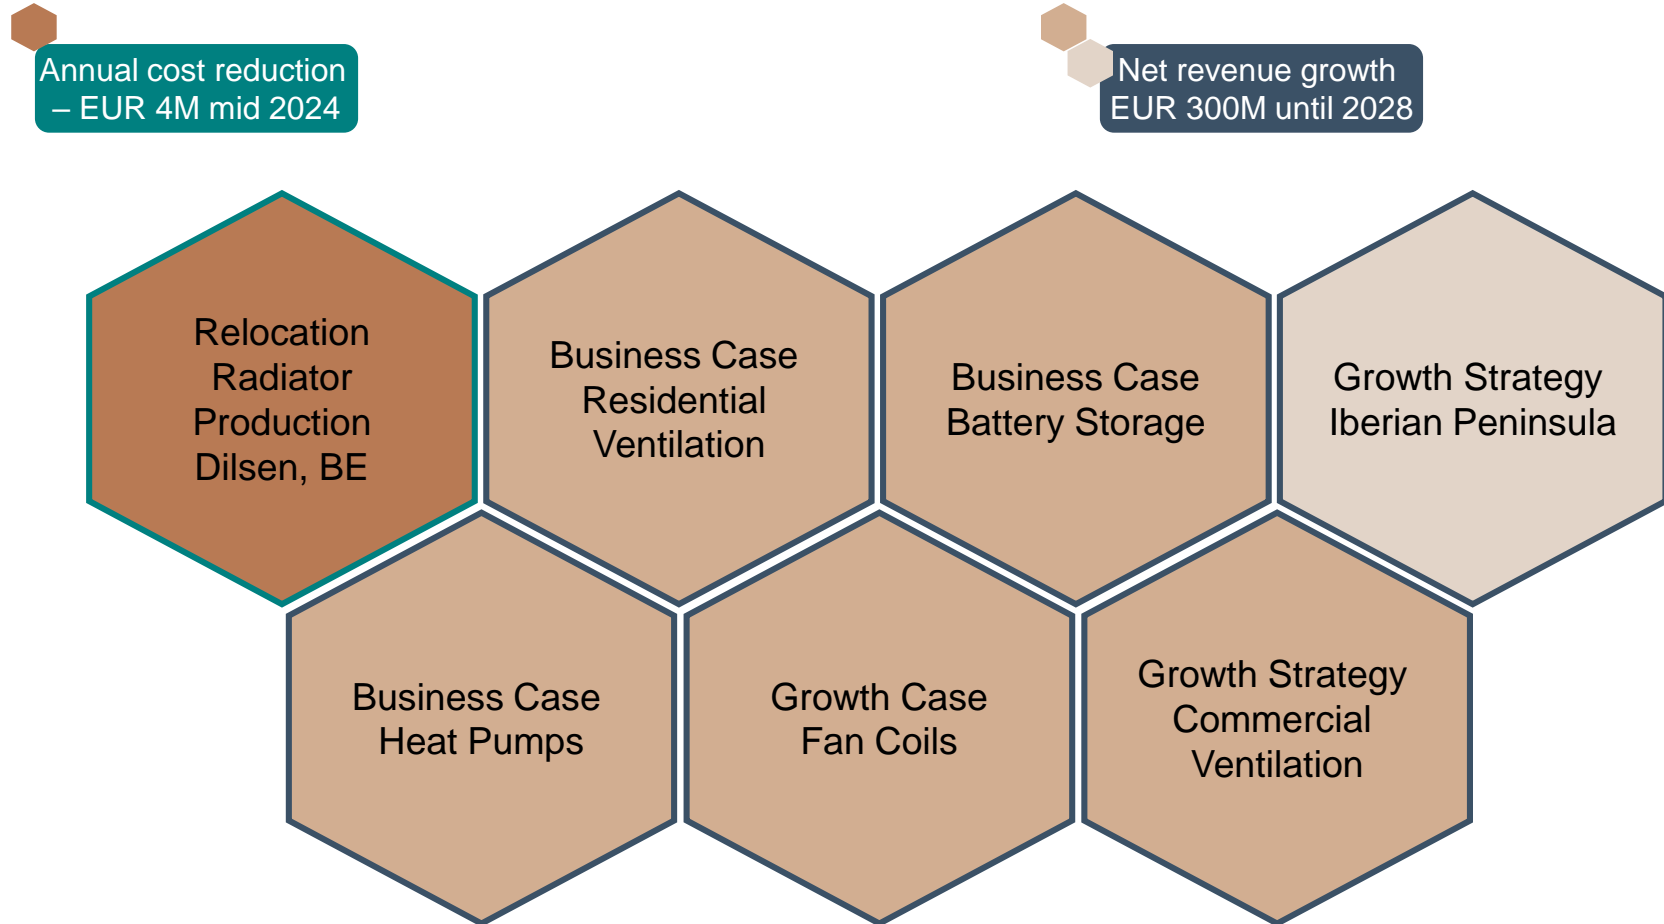 Annual cost reduction
– EUR 4M mid 2024
Net revenue growth
EUR 300M until 2028
Relocation
Radiator
Production
Dilsen, BE
Business Case
Residential
Ventilation
Business Case
Battery Storage
Growth Strategy
Iberian Peninsula
Business Case
Heat Pumps
Growth Case
Fan Coils
Growth Strategy
Commercial
Ventilation